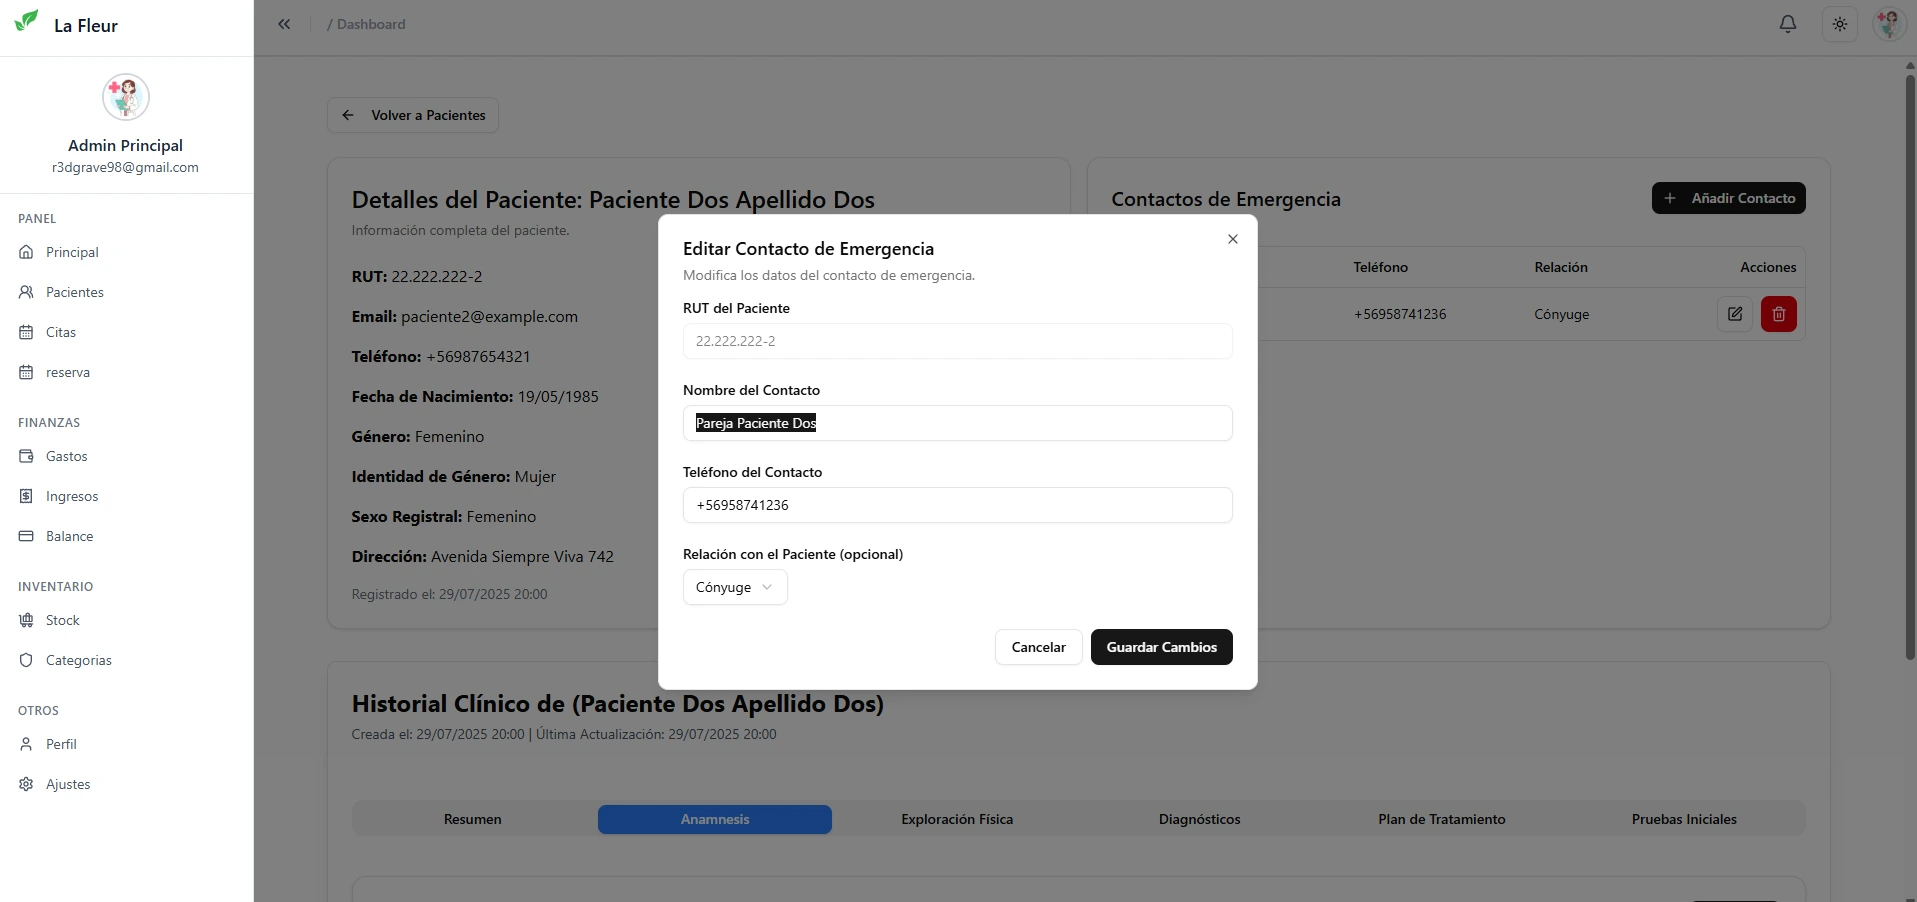 La Fleur
/ Dashboard
Admin Principal
r3dgrave98@gmail.com
PANEL
Principal
Pacientes
Citas
reserva
FINANZAS
Gastos
Ingresos
Balance
INVENTARIO
Stock
Categorias
OTROS
Perfil
Ajustes
Volver a Pacientes
Detalles del Paciente: Paciente Dos Apellido Dos
Información completa del paciente.
RUT: 22.222.222-2
Email: paciente2@example.com
Teléfono: +56987654321
Fecha de Nacimiento: 19/05/1985
Género: Femenino
Identidad de Género: Mujer
Sexo Registral: Femenino
Dirección: Avenida Siempre Viva 742
Registrado el: 29/07/2025 20:00
Contactos de Emergencia
Añadir Contacto
Teléfono Relación Acciones
+56958741236 Cónyuge
Editar Contacto de Emergencia
Modifica los datos del contacto de emergencia.
RUT del Paciente
22.222.222-2
Nombre del Contacto
Pareja Paciente Dos
Teléfono del Contacto
+56958741236
Relación con el Paciente (opcional)
Cónyuge
Cancelar Guardar Cambios
Historial Clínico de (Paciente Dos Apellido Dos)
Creada el: 29/07/2025 20:00 | Última Actualización: 29/07/2025 20:00
Resumen Anamnesis Exploración Física Diagnósticos Plan de Tratamiento Pruebas Iniciales